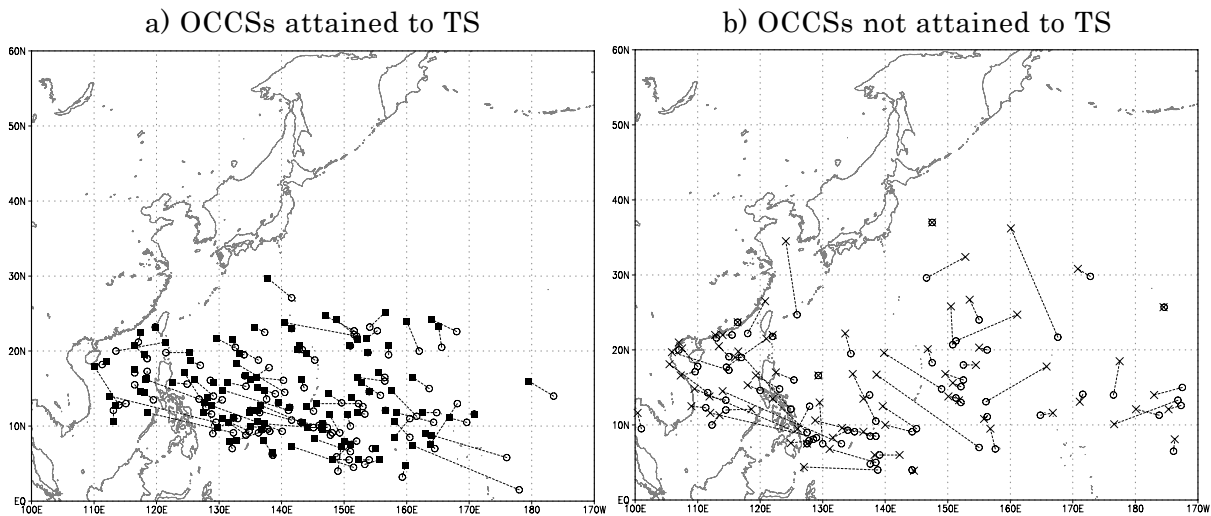 a) OCCSs attained to TS
b) OCCSs not attained to TS
60N
50N
40N
30N
20N
10N
EQ
100E 110E 120E 130E 140E 150E 160E 170E 180 170W
60N
50N
40N
30N
20N
10N
EQ
100E 110E 120E 130E 140E 150E 160E 170E 180 170W